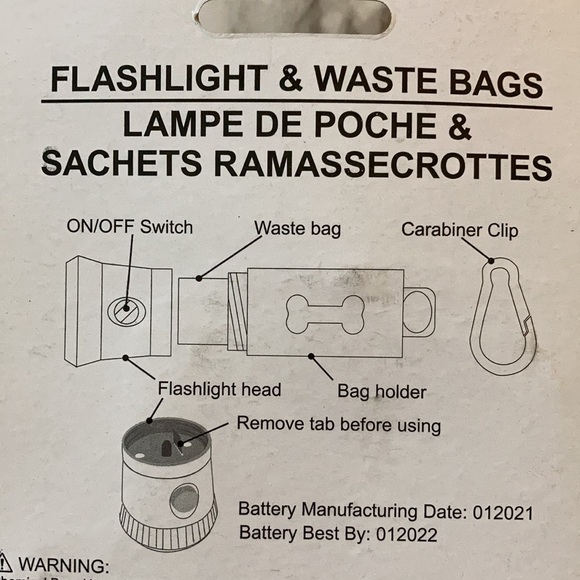 FLASHLIGHT & WASTE BAGS
LAMPE DE POCHE &
SACHETS RAMASSECROTTES
ON/OFF Switch
Waste bag
Carabiner Clip
Flashlight head
Bag holder
Remove tab before using
Battery Manufacturing Date: 012021
Battery Best By: 012022
WARNING: